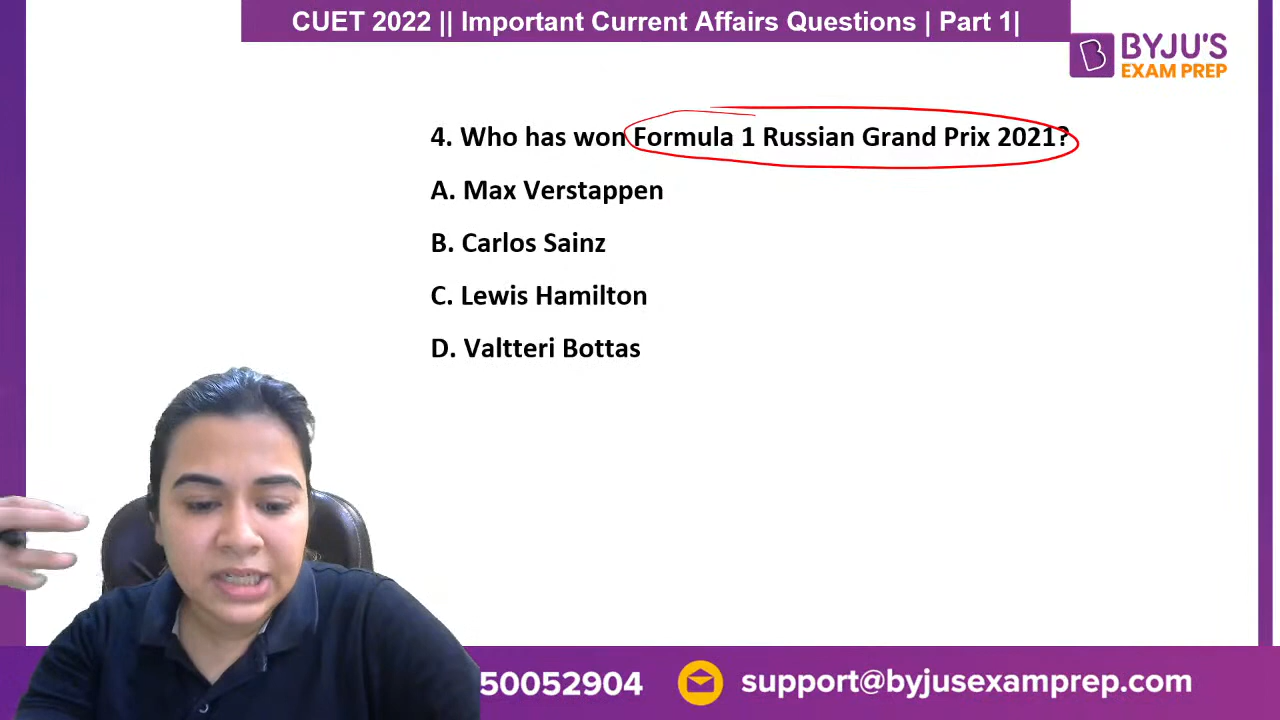 CUET 2022 || Important Current Affairs Questions | Part 1|
BYJU'S
EXAM PREP
4. Who has won Formula 1 Russian Grand Prix 2021?
A. Max Verstappen
B. Carlos Sainz
C. Lewis Hamilton
D. Valtteri Bottas
50052904
support@byjusexamprep.com